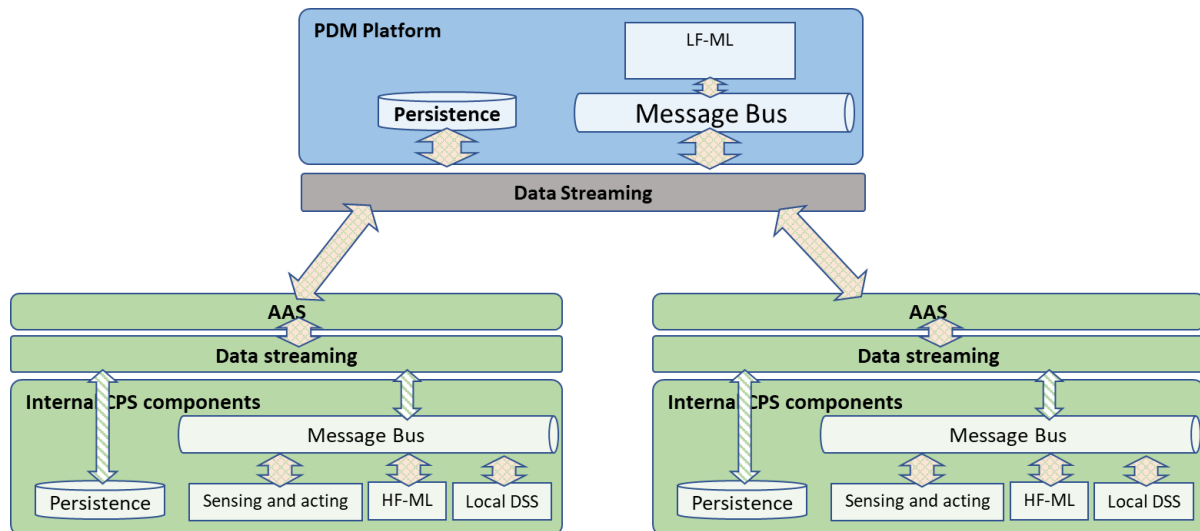 PDM Platform
LF-ML
Persistence
Message Bus
Data Streaming
AAS
Data streaming
Internal CPS components
Message Bus
Persistence
Sensing and acting
HF-ML
Local DSS
AAS
Data streaming
Internal CPS components
Message Bus
Persistence
Sensing and acting
HF-ML
Local DSS